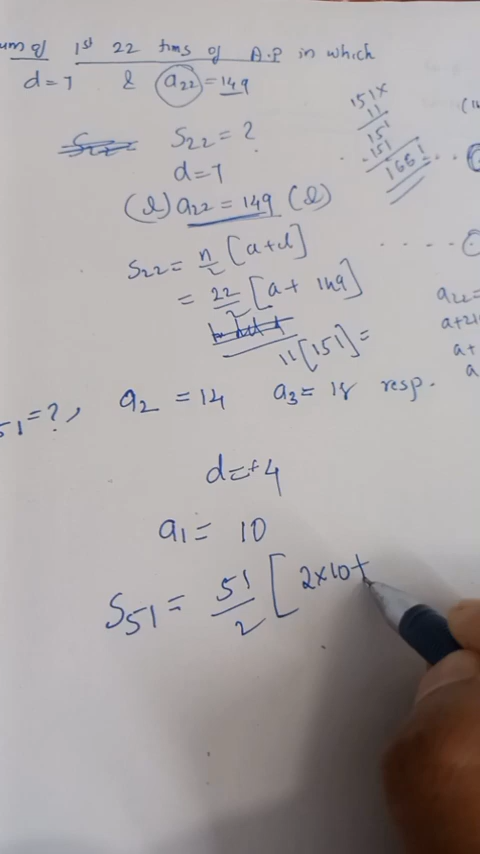 um of 1st 22 tms of A.P in which
d=7 & a22 = 149
S22 = ?
d=7
(l) a22 = 149 (l)
S22 = n/2 [a+l]
= 22/2 [a+ 149]
11[151]=
151×
11
151
151
1661
a22=
a+21
a+
a
51=?, a2 = 14 a3= 18 resp.
d=+4
a1= 10
S51 = 51/2 [2×10+